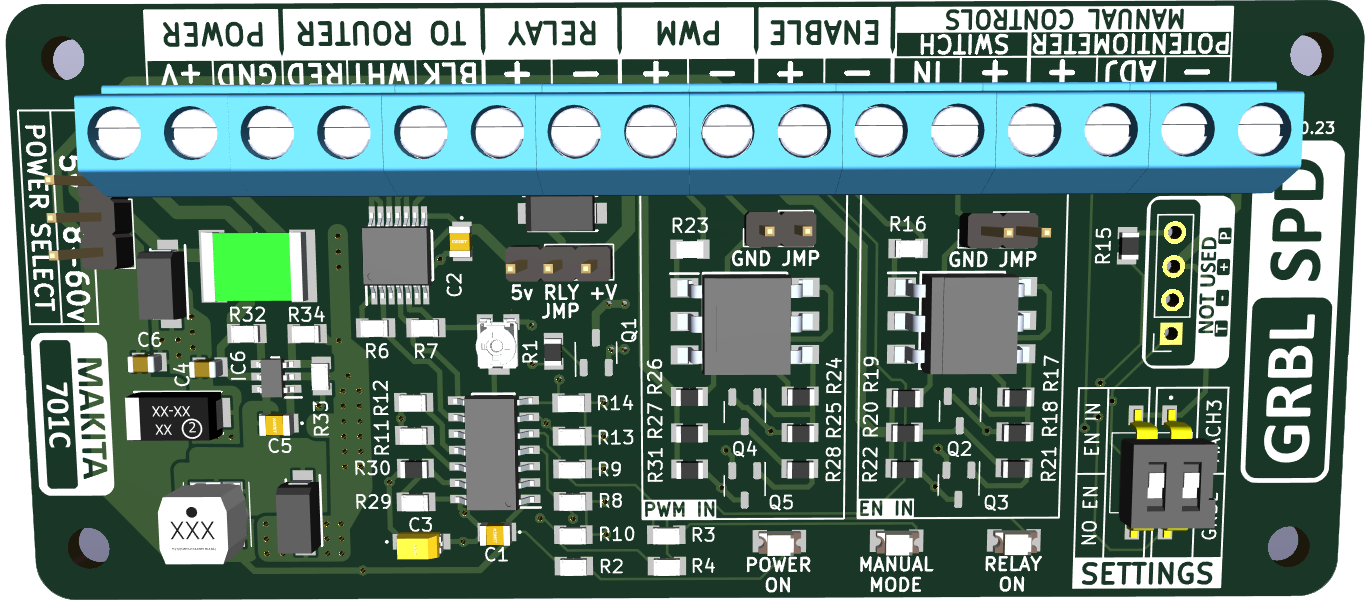 POWER
TO ROUTER
RELAY
PWM
ENABLE
MANUAL CONTROLS
SWITCH
POTENTIOMETER
+V
GND
RED
WHT
BLK
+
−
+
−
+
−
IN
+
+
ADJ
−
0.23
POWER SELECT
8-60v
R32
R34
C6
C4
IC6
R33
C5
XX-XX
XX
2
XXX
MAKITA
701C
C2
5v RLY +V
JMP
R6
R7
R1
Q1
R12
R11
R30
R29
C3
C1
R14
R13
R9
R8
R10
R2
R3
R4
R23
GND JMP
R26
R27
R31
R24
R25
R28
Q4
Q5
PWM IN
R16
GND JMP
R19
R20
R22
R17
R18
R21
Q2
Q3
EN IN
POWER
ON
MANUAL
MODE
RELAY
ON
R15
NOT USED
P
+
-
GRBL SPD
EN IN
NO EN
SETTINGS